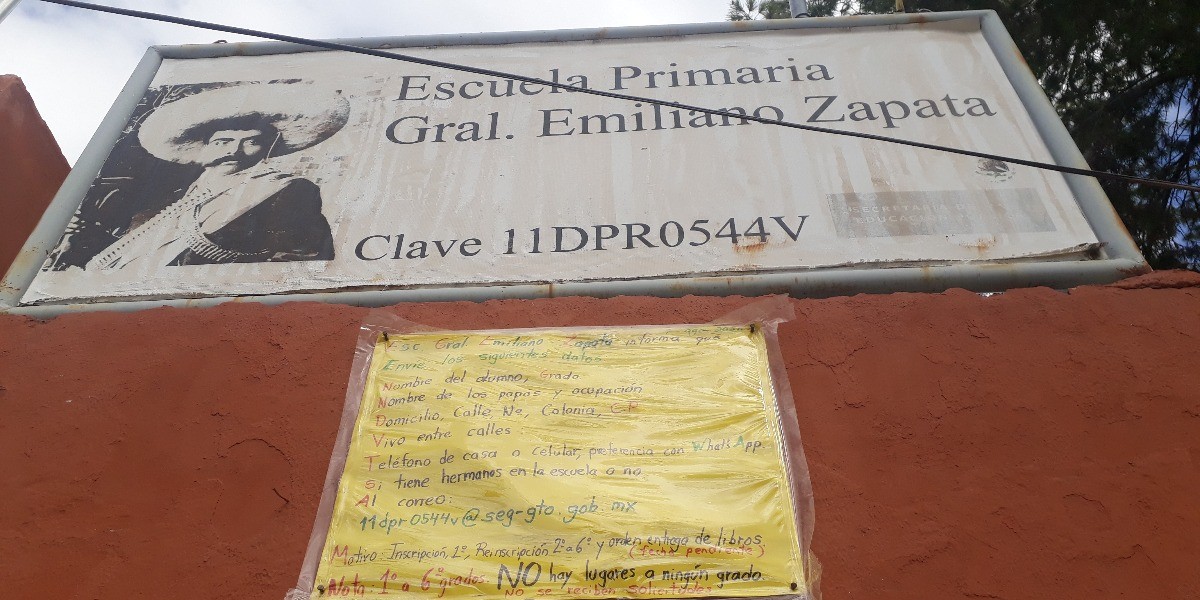 Escuela Primaria
Gral. Emiliano Zapata
Clave 11DPR0544V
SECRETARIA DE
EDUCACION
Esc Gral Emiliano Zapata informa que
Envie los siguientes datos
Nombre del alumno, Grado
Nombre de los papas y ocupación
Domicilio, Calle, No, Colonia, C.P
Vivo entre calles
Teléfono de casa o celular, preferencia con WhatsApp.
Si tiene hermanos en la escuela o no
Al correo:
11dpr0544v@seg-gto.gob.mx
Motivo: Inscripción, 1º, Reinscripción 2º a 6º y orden entrega de libros
(fecha pendiente)
Nota: 1º a 6º grados. NO hay lugares a ningún grado.
No se reciben solicitudes